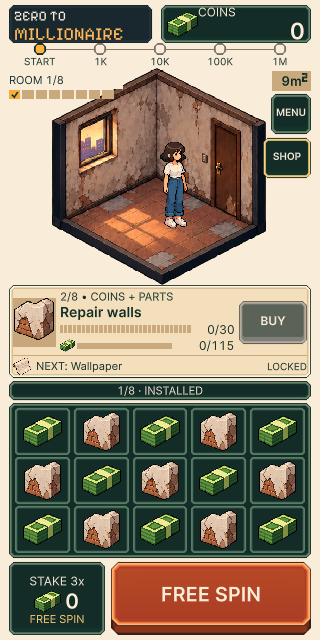 ZERO TO
MILLIONAIRE
COINS
0
START
1K
10K
100K
1M
ROOM 1/8
9m²
MENU
SHOP
2/8 • COINS + PARTS
Repair walls
0/30
0/115
BUY
NEXT: Wallpaper
LOCKED
1/8 · INSTALLED
STAKE 3x
0
FREE SPIN
FREE SPIN